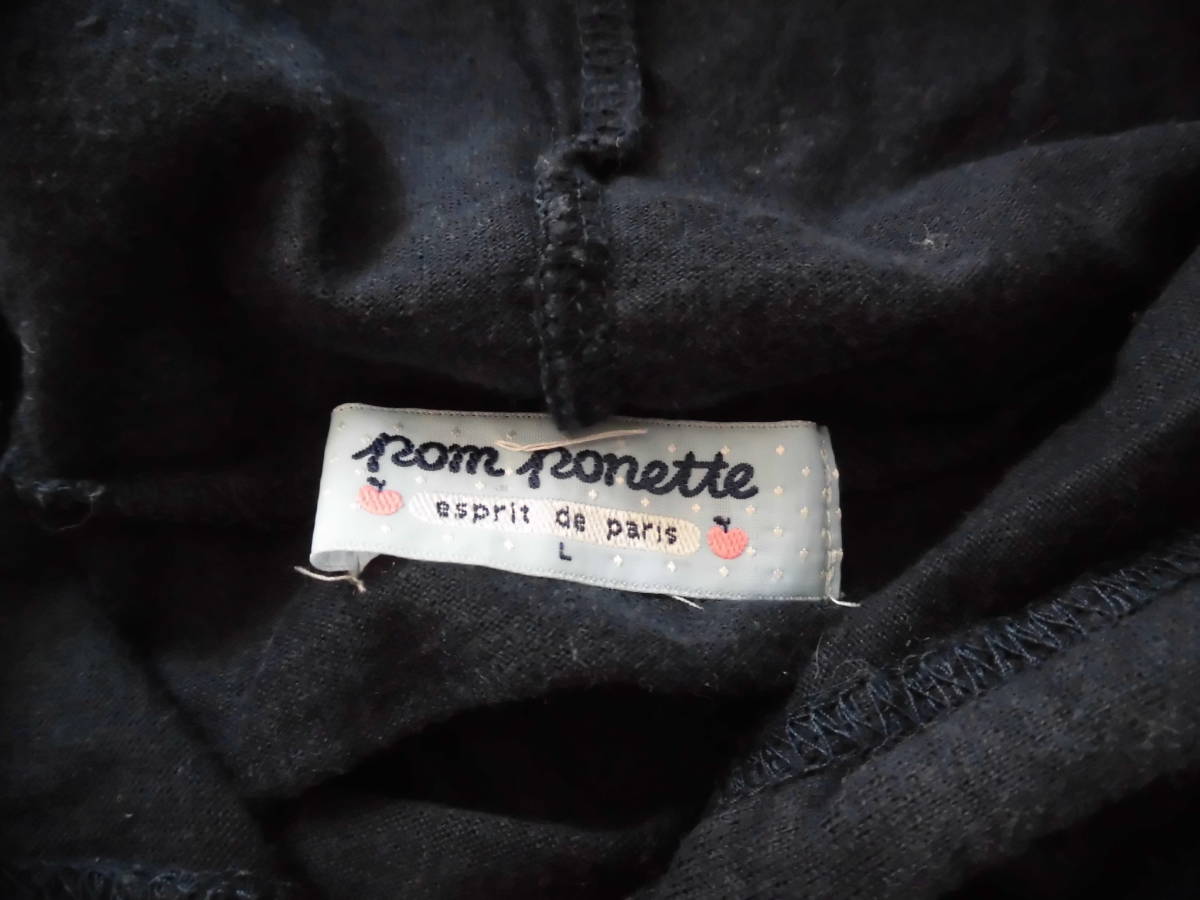 pom ponette
esprit de paris
L